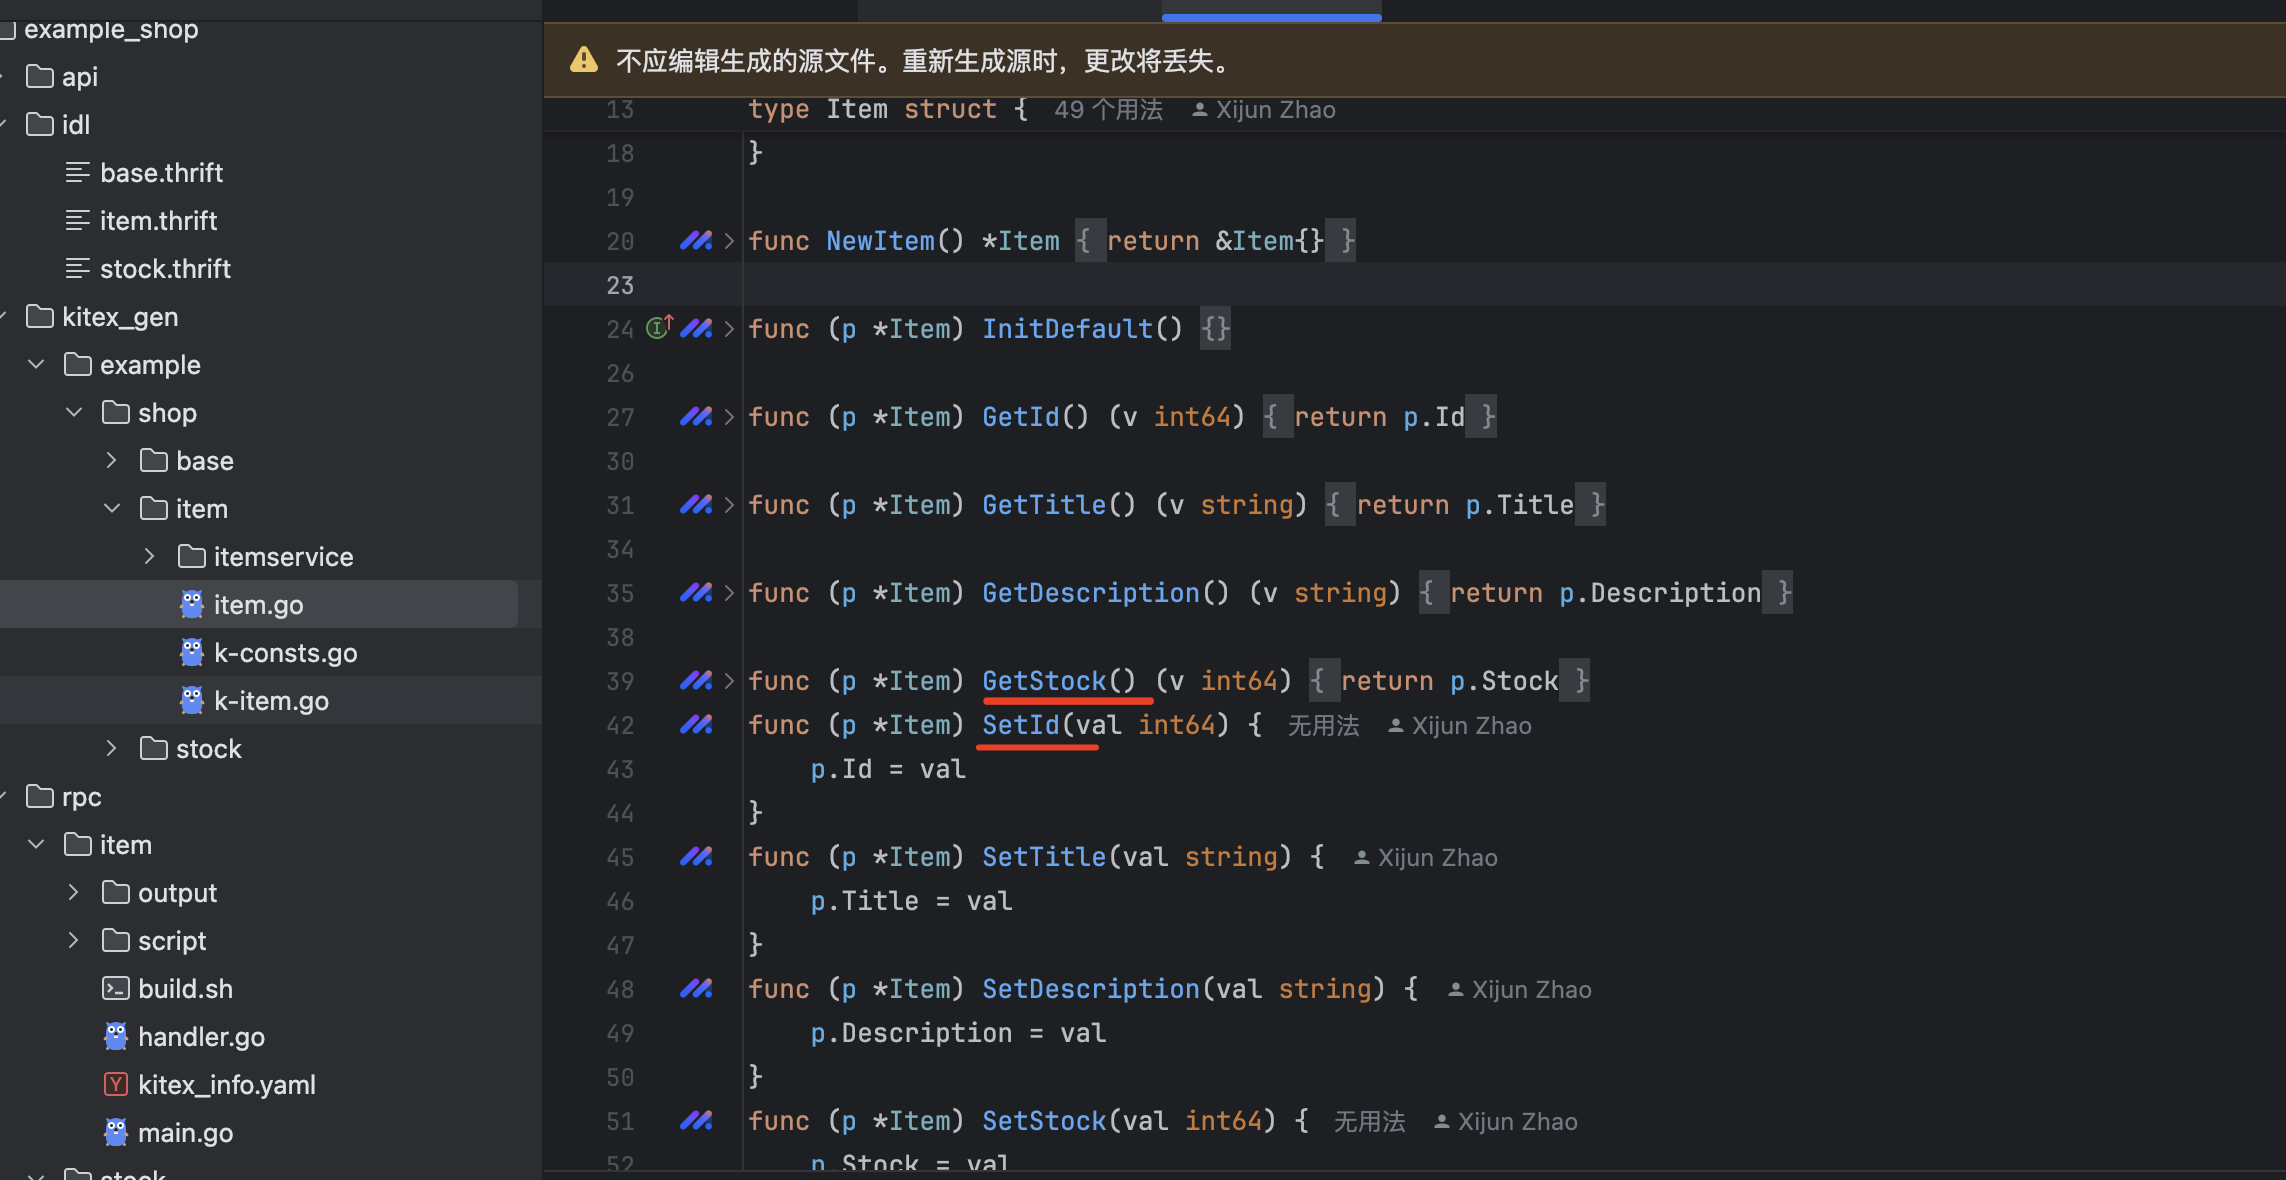 example_shop
api
idl
base.thrift
item.thrift
stock.thrift
kitex_gen
example
shop
base
item
itemservice
item.go
k-consts.go
k-item.go
stock
rpc
item
output
script
build.sh
handler.go
kitex_info.yaml
main.go
stock
不应编辑生成的源文件。重新生成源时，更改将丢失。
13 type Item struct { 49 个用法 Xijun Zhao
18 }
19
20 func NewItem() *Item { return &Item{} }
23
24 func (p *Item) InitDefault() {}
26
27 func (p *Item) GetId() (v int64) { return p.Id }
30
31 func (p *Item) GetTitle() (v string) { return p.Title }
34
35 func (p *Item) GetDescription() (v string) { return p.Description }
38
39 func (p *Item) GetStock() (v int64) { return p.Stock }
42 func (p *Item) SetId(val int64) { 无用法 Xijun Zhao
43 p.Id = val
44 }
45 func (p *Item) SetTitle(val string) { Xijun Zhao
46 p.Title = val
47 }
48 func (p *Item) SetDescription(val string) { Xijun Zhao
49 p.Description = val
50 }
51 func (p *Item) SetStock(val int64) { 无用法 Xijun Zhao
52 p.Stock = val